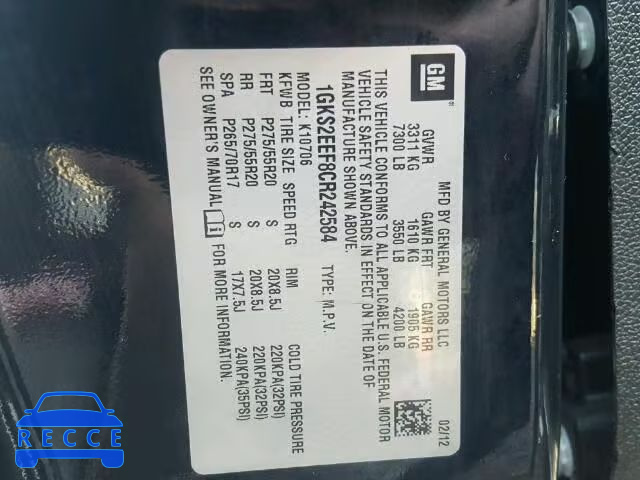 GM
MFD BY GENERAL MOTORS LLC 02/12
GVWR GAWR FRT GAWR RR
3311 KG 1610 KG 1905 KG
7300 LB 3550 LB 4200 LB
THIS VEHICLE CONFORMS TO ALL APPLICABLE U.S. FEDERAL MOTOR
VEHICLE SAFETY STANDARDS IN EFFECT ON THE DATE OF
MANUFACTURE SHOWN ABOVE.
1GKS2EEF8CR242584 TYPE: M.P.V.
MODEL: K10706
KFWB TIRE SIZE SPEED RTG RIM COLD TIRE PRESSURE
FRT P275/55R20 S 20X8.5J 220KPA(32PSI)
RR P275/55R20 S 20X8.5J 220KPA(32PSI)
SPA P265/70R17 S 17X7.5J 240KPA(35PSI)
SEE OWNER'S MANUAL FOR MORE INFORMATION.
RECCE